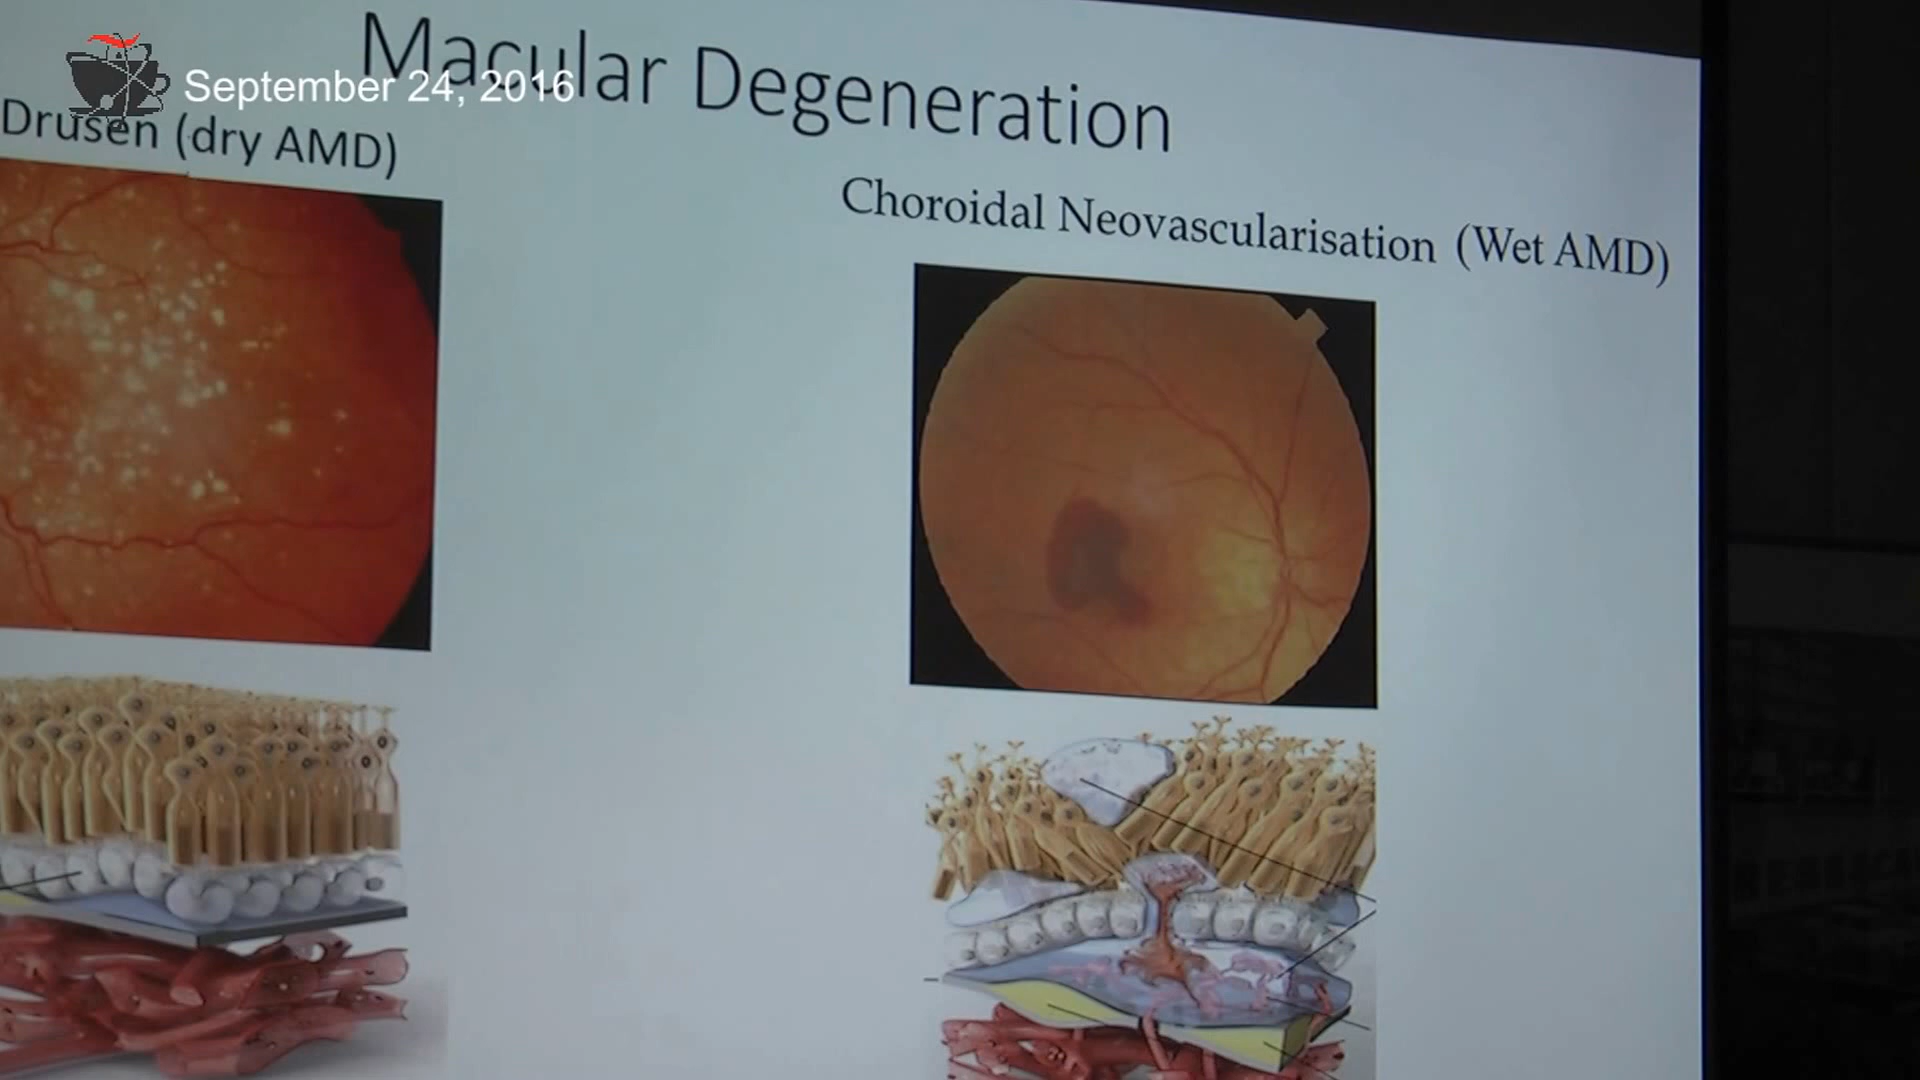 Macular Degeneration
September 24, 2016
Drusen (dry AMD)
Choroidal Neovascularisation (Wet AMD)